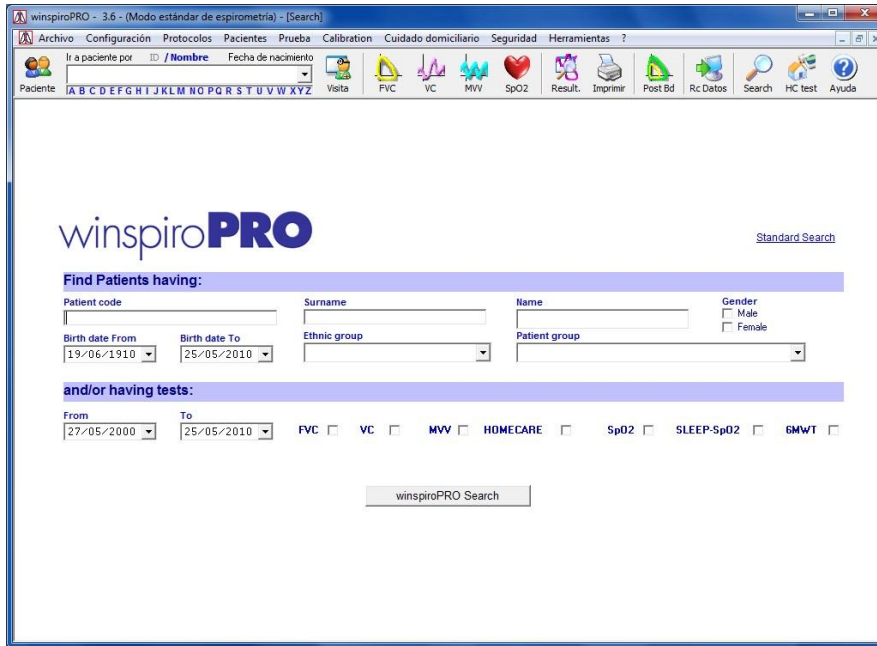 winspiroPRO - 3.6 - (Modo estándar de espirometría) - [Search]
Archivo Configuración Protocolos Pacientes Prueba Calibration Cuidado domiciliario Seguridad Herramientas ?
Ir a paciente por ID / Nombre Fecha de nacimiento
Paciente A B C D E F G H I J K L M N O P Q R S T U V W X Y Z Visita FVC VC MVV SpO2 Result. Imprimir Post Bd Rc Datos Search HC test Ayuda
winspiroPRO
Standard Search
Find Patients having:
Patient code Surname Name Gender
Male
Female
Birth date From Birth date To Ethnic group Patient group
19/06/1910 25/05/2010
and/or having tests:
From To
27/05/2000 25/05/2010 FVC VC MVV HOMECARE SpO2 SLEEP-SpO2 6MWT
winspiroPRO Search